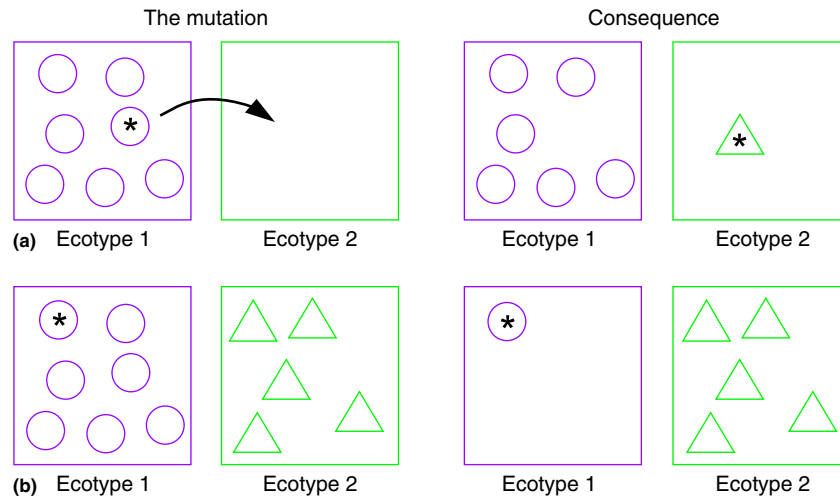 The mutation Consequence
* *
(a) Ecotype 1 Ecotype 2 Ecotype 1 Ecotype 2
* *
(b) Ecotype 1 Ecotype 2 Ecotype 1 Ecotype 2